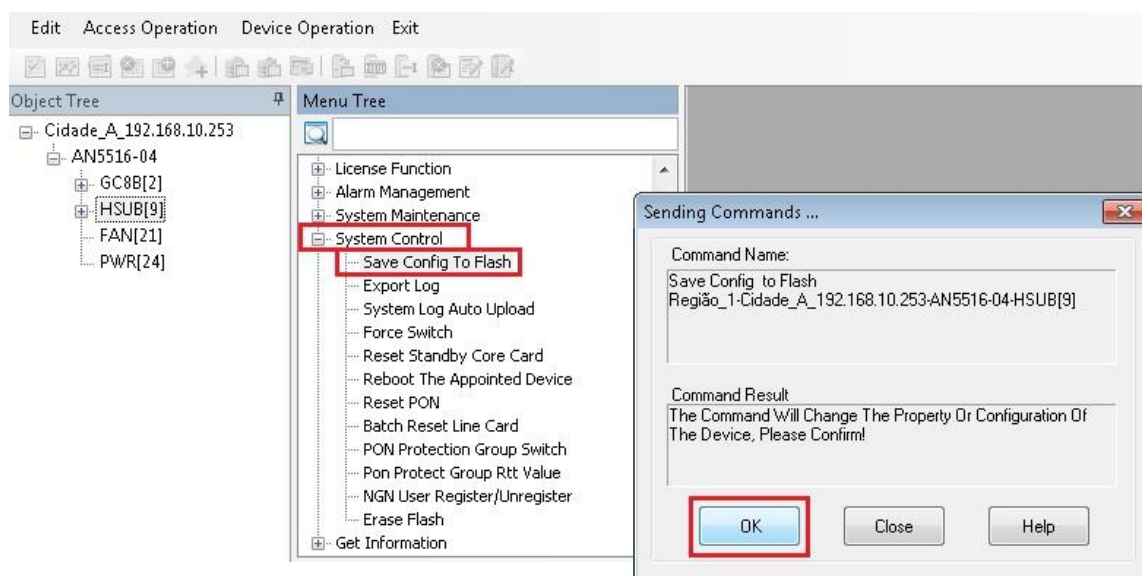 Edit Access Operation Device Operation Exit
Object Tree
Cidade_A_192.168.10.253
AN5516-04
GC8B[2]
HSUB[9]
FAN[21]
PWR[24]
Menu Tree
License Function
Alarm Management
System Maintenance
System Control
Save Config To Flash
Export Log
System Log Auto Upload
Force Switch
Reset Standby Core Card
Reboot The Appointed Device
Reset PON
Batch Reset Line Card
PON Protection Group Switch
Pon Protect Group Rtt Value
NGN User Register/Unregister
Erase Flash
Get Information
Sending Commands ...
Command Name:
Save Config to Flash
Região_1-Cidade_A_192.168.10.253-AN5516-04-HSUB[9]
Command Result
The Command Will Change The Property Or Configuration Of
The Device, Please Confirm!
OK Close Help